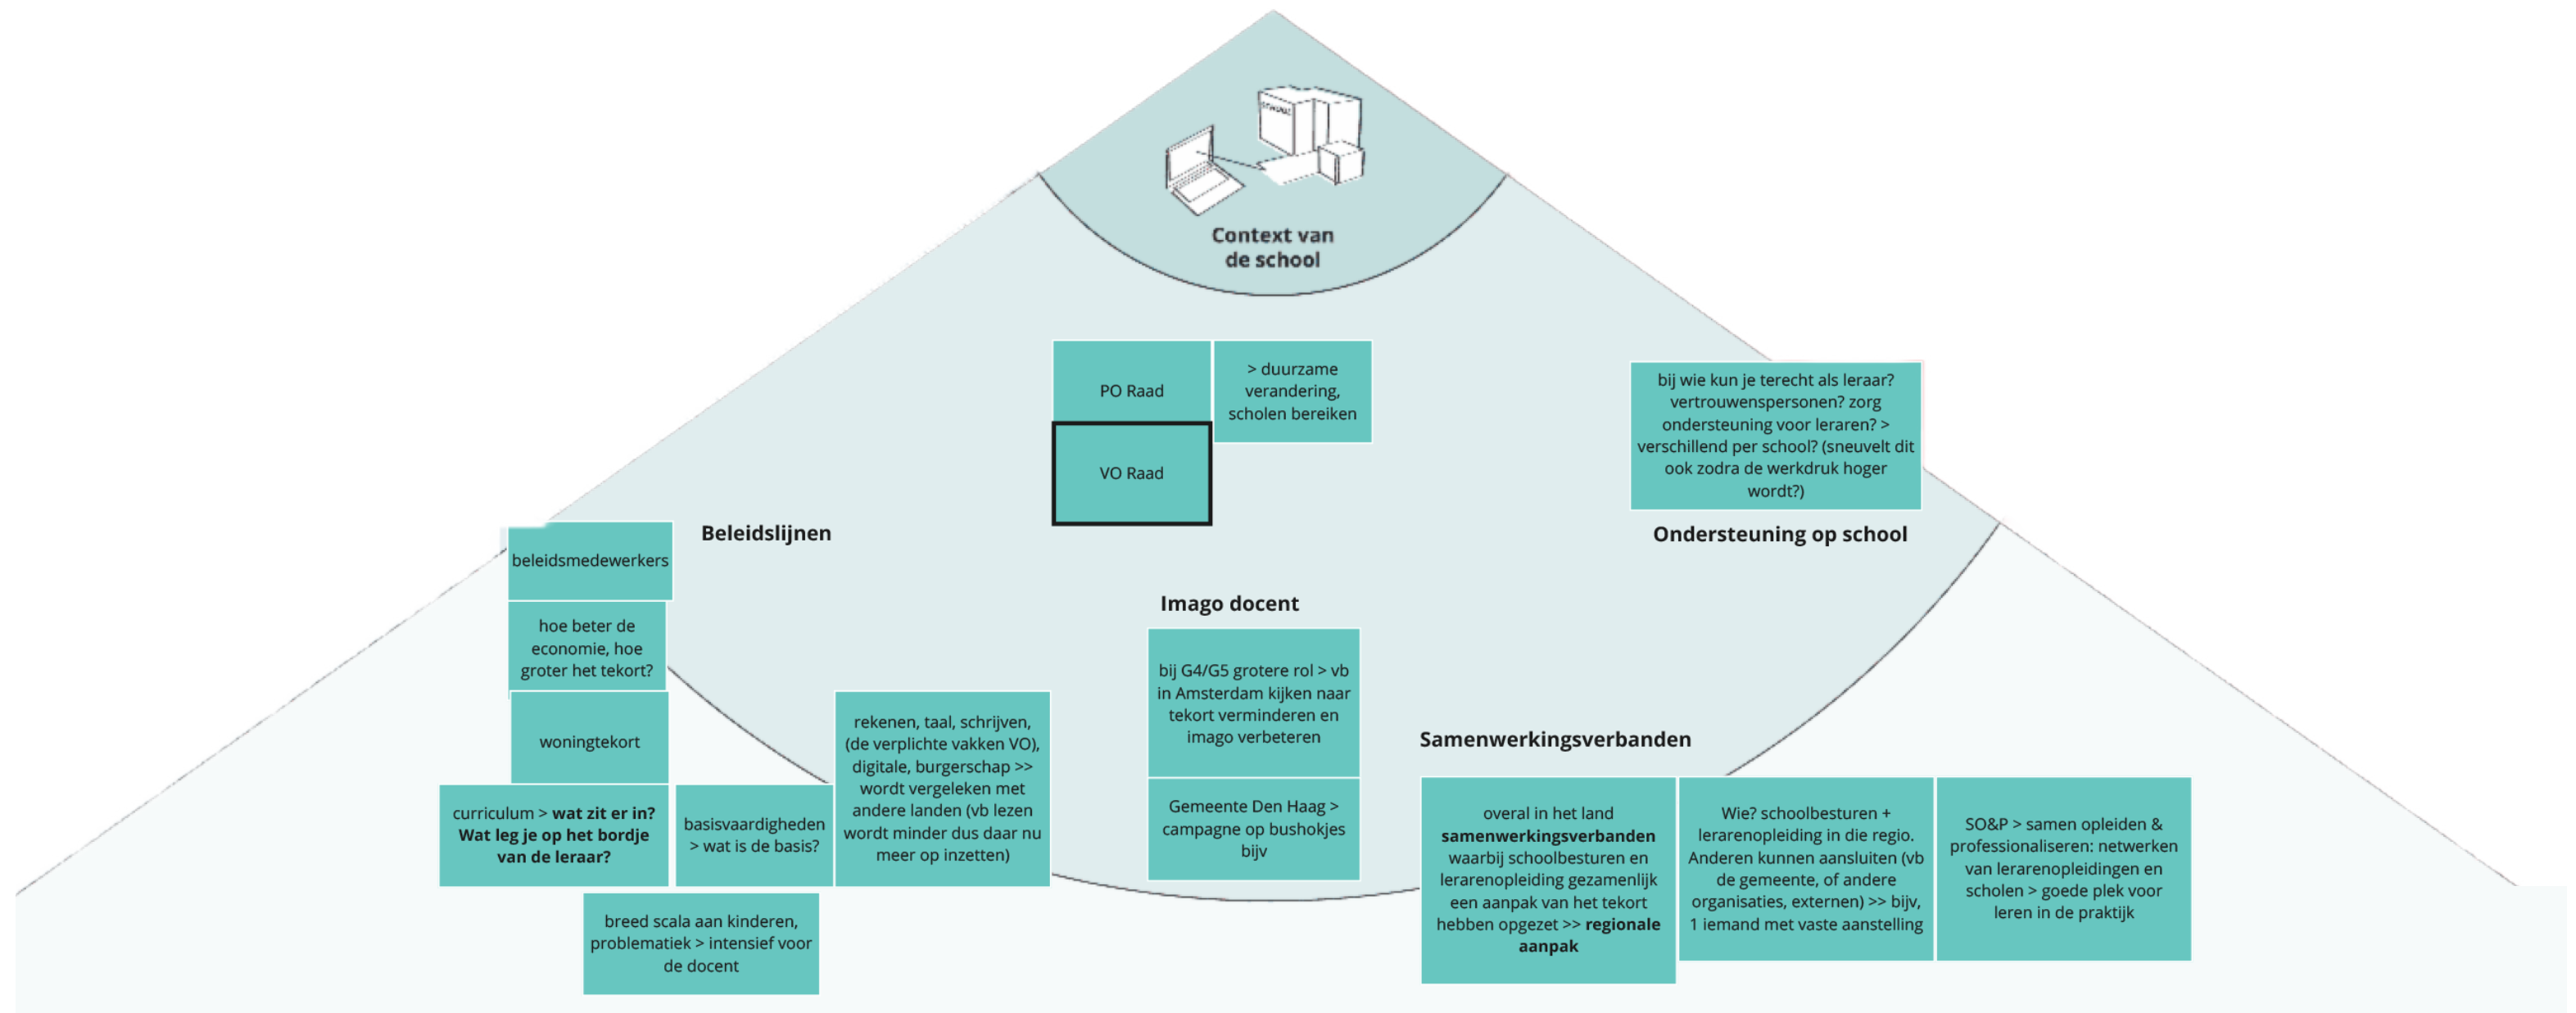 SCHOOL
Context van
de school
PO Raad
> duurzame
verandering,
scholen bereiken
VO Raad
bij wie kun je terecht als leraar?
vertrouwenspersonen? zorg
ondersteuning voor leraren? >
verschillend per school? (sneuvelt dit
ook zodra de werkdruk hoger
wordt?)
Beleidslijnen
Ondersteuning op school
beleidsmedewerkers
hoe beter de
economie, hoe
groter het tekort?
woningtekort
curriculum > wat zit er in?
Wat leg je op het bordje
van de leraar?
basisvaardigheden
> wat is de basis?
rekenen, taal, schrijven,
(de verplichte vakken VO),
digitale, burgerschap >>
wordt vergeleken met
andere landen (vb lezen
wordt minder dus daar nu
meer op inzetten)
breed scala aan kinderen,
problematiek > intensief voor
de docent
Imago docent
bij G4/G5 grotere rol > vb
in Amsterdam kijken naar
tekort verminderen en
imago verbeteren
Gemeente Den Haag >
campagne op bushokjes
bijv
Samenwerkingsverbanden
overal in het land
samenwerkingsverbanden
waarbij schoolbesturen en
lerarenopleiding gezamenlijk
een aanpak van het tekort
hebben opgezet >> regionale
aanpak
Wie? schoolbesturen +
lerarenopleiding in die regio.
Anderen kunnen aansluiten (vb
de gemeente, of andere
organisaties, externen) >> bijv,
1 iemand met vaste aanstelling
SO&P > samen opleiden &
professionaliseren: netwerken
van lerarenopleidingen en
scholen > goede plek voor
leren in de praktijk